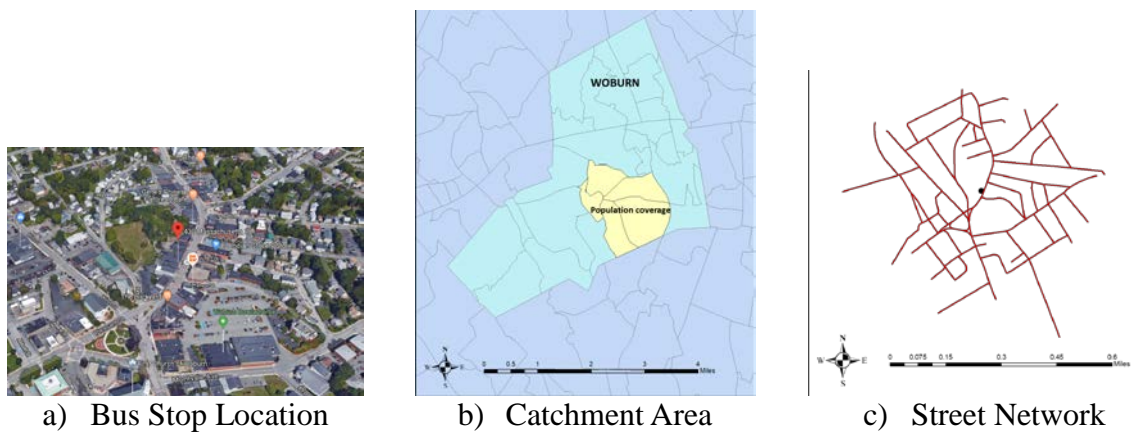 WOBURN
Population coverage
N
W E
S
0 0.5 1 2 3 4
Miles
N
W E
S
0 0.075 0.15 0.3 0.45 0.6
Miles
a) Bus Stop Location
b) Catchment Area
c) Street Network